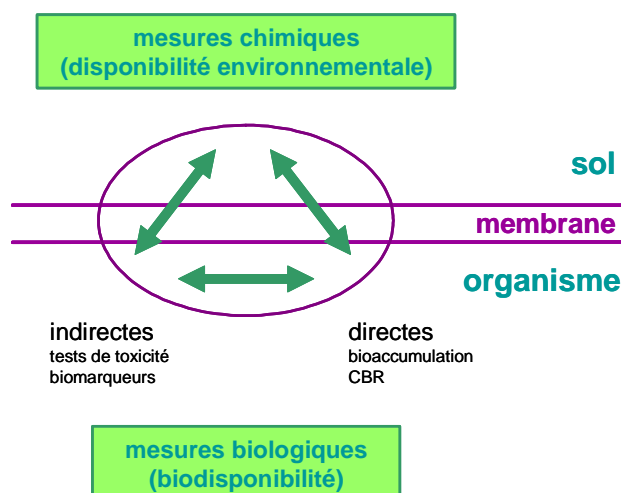 mesures chimiques
(disponibilité environnementale)
sol
membrane
organisme
indirectes
tests de toxicité
biomarqueurs
directes
bioaccumulation
CBR
mesures biologiques
(biodisponibilité)